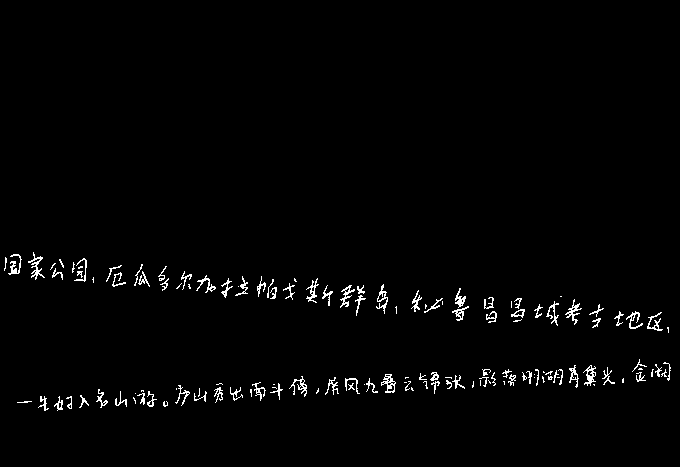 国家公园,厄瓜多尔加拉帕戈斯群岛,秘鲁昌昌城考古地区,
一生好入名山游。庐山秀出南斗傍,屏风九叠云锦张,影落明湖青黛光,金阙